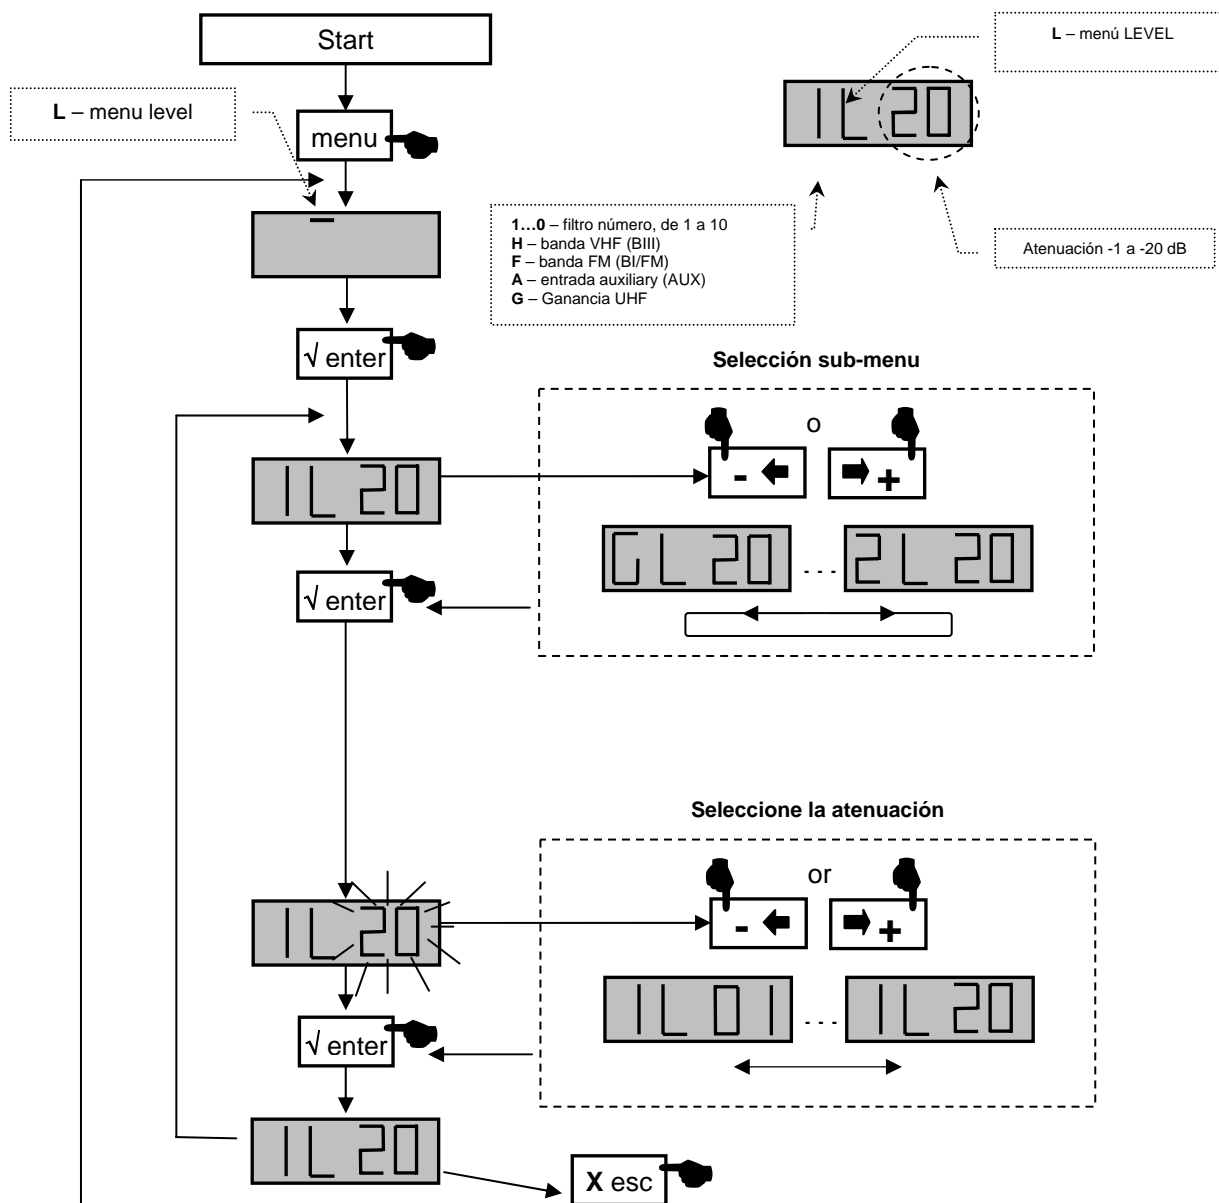 Start
L – menú LEVEL
1L 20
L – menu level
menu
1...0 – filtro número, de 1 a 10
H – banda VHF (BIII)
F – banda FM (BI/FM)
A – entrada auxiliary (AUX)
G – Ganancia UHF
Atenuación -1 a -20 dB
√ enter
Selección sub-menu
o
- +
1L 20
GL 20 ... 2L 20
√ enter
Seleccione la atenuación
or
- +
1L 20
1L 01 ... 1L 20
√ enter
1L 20
X esc